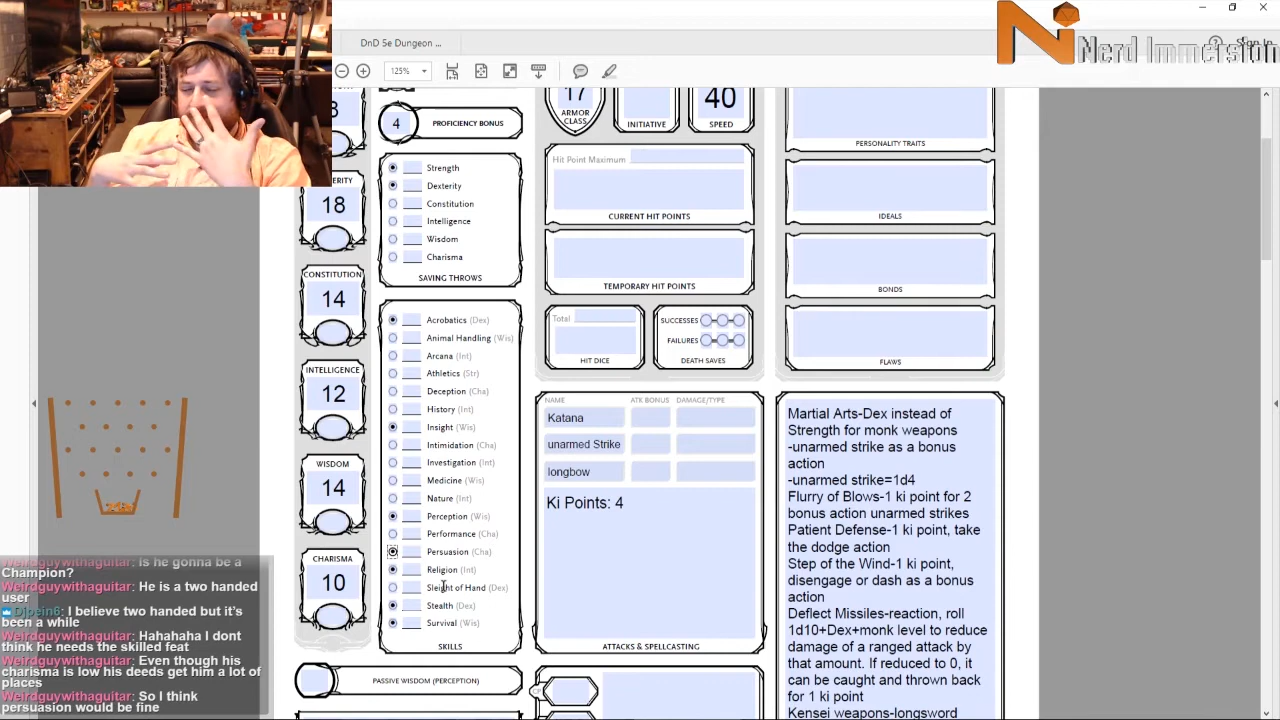 DnD 5e Dungeon ...
Sign In
Nerd Immersion
125%
4
PROFICIENCY BONUS
Strength
Dexterity
Constitution
Intelligence
Wisdom
Charisma
SAVING THROWS
18
CONSTITUTION
14
INTELLIGENCE
12
WISDOM
14
CHARISMA
10
Acrobatics (Dex)
Animal Handling (Wis)
Arcana (Int)
Athletics (Str)
Deception (Cha)
History (Int)
Insight (Wis)
Intimidation (Cha)
Investigation (Int)
Medicine (Wis)
Nature (Int)
Perception (Wis)
Performance (Cha)
Persuasion (Cha)
Religion (Int)
Sleight of Hand (Dex)
Stealth (Dex)
Survival (Wis)
SKILLS
PASSIVE WISDOM (PERCEPTION)
17
ARMOR
CLASS
INITIATIVE
40
SPEED
Hit Point Maximum
CURRENT HIT POINTS
TEMPORARY HIT POINTS
Total
HIT DICE
SUCCESSES
FAILURES
DEATH SAVES
NAME ATK BONUS DAMAGE/TYPE
Katana
unarmed Strike
longbow
Ki Points: 4
ATTACKS & SPELLCASTING
CP
PERSONALITY TRAITS
IDEALS
BONDS
FLAWS
Martial Arts-Dex instead of
Strength for monk weapons
-unarmed strike as a bonus
action
-unarmed strike=1d4
Flurry of Blows-1 ki point for 2
bonus action unarmed strikes
Patient Defense-1 ki point, take
the dodge action
Step of the Wind-1 ki point,
disengage or dash as a bonus
action
Deflect Missiles-reaction, roll
1d10+Dex+monk level to reduce
damage of a ranged attack by
that amount. If reduced to 0, it
can be caught and thrown back
for 1 ki point
Kensei weapons-longsword
Weirdguywithaguitar: Is he gonna be a
Champion?
Weirdguywithaguitar: He is a two handed
user
Djbein6: I believe two handed but it's
been a while
Weirdguywithaguitar: Hahahaha I dont
think he needs the skilled feat
Weirdguywithaguitar: Even though his
charisma is low his deeds get him a lot of
places
Weirdguywithaguitar: So I think
persuasion would be fine